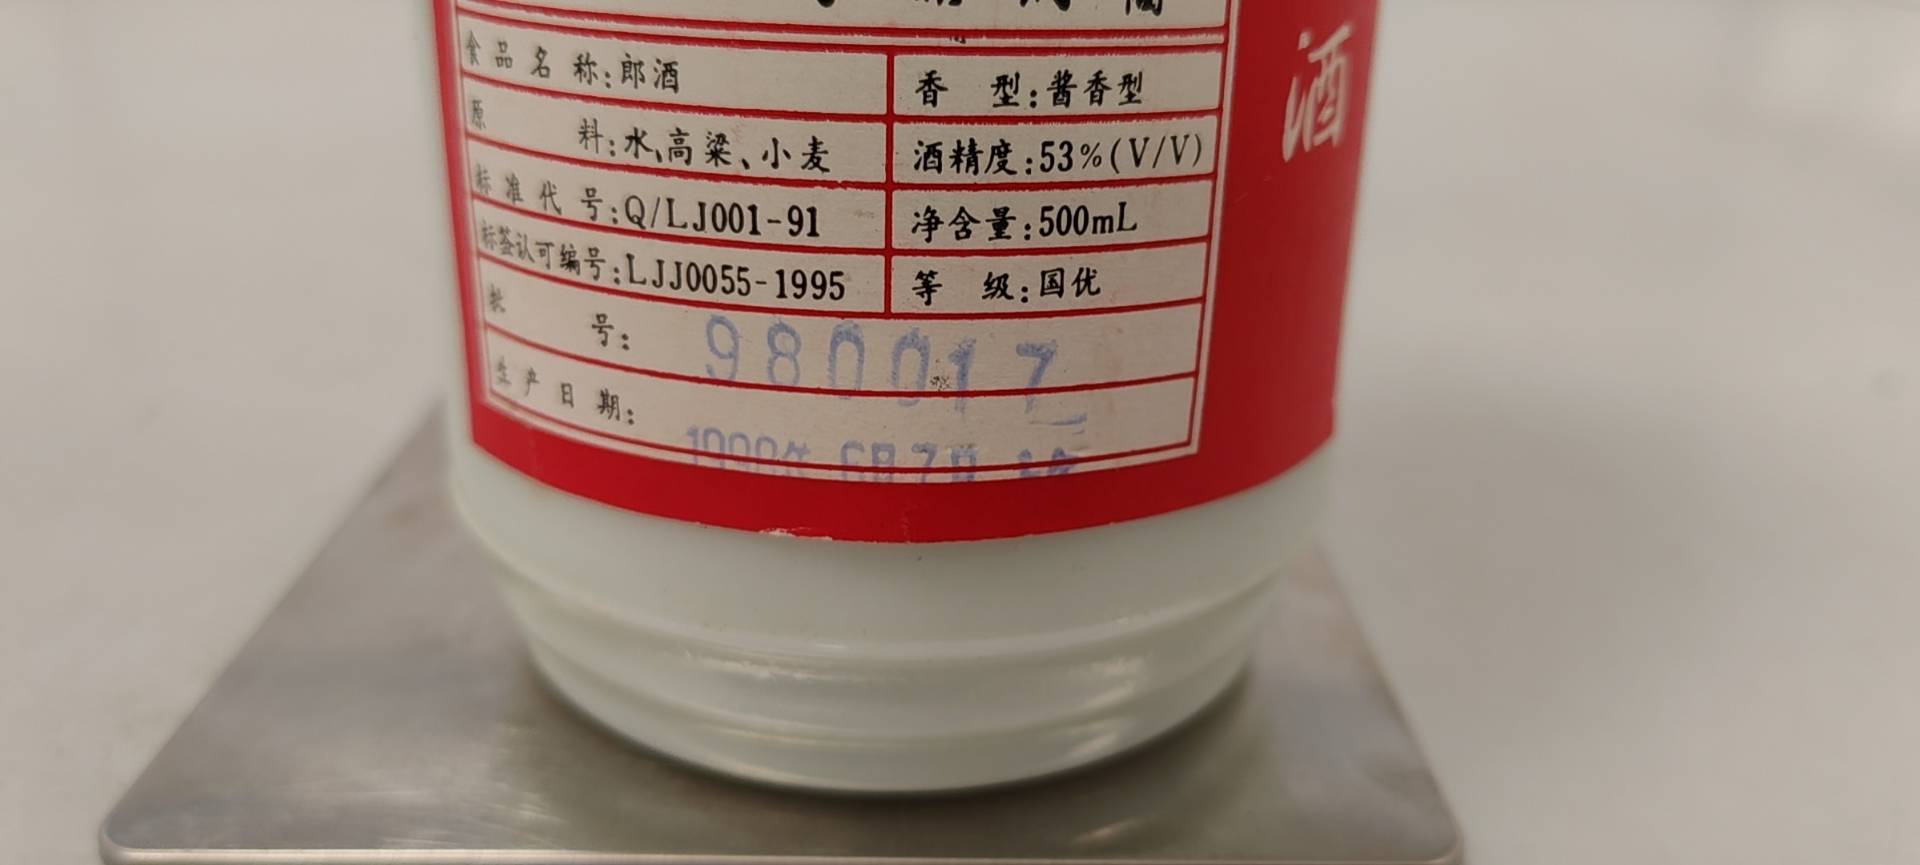 食品名称:郎酒
香 型:酱香型
原 料:水、高粱、小麦
酒精度:53%(V/V)
标准代号:Q/LJ001-91
净含量:500mL
标签认可编号:LJJ0055-1995
等 级:国优
批 号: 980017
生产日期:
酒